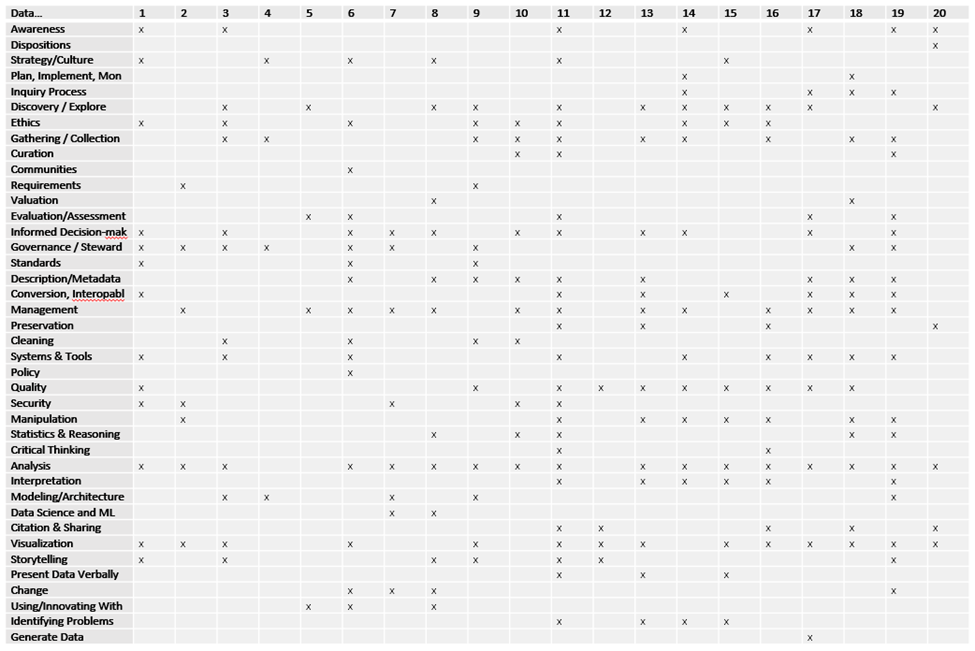 Data… 1 2 3 4 5 6 7 8 9 10 11 12 13 14 15 16 17 18 19 20
Awareness x x x x x x x
Dispositions x
Strategy/Culture x x x x x x
Plan, Implement, Mon x x
Inquiry Process x x x x
Discovery / Explore x x x x x x x x x x x
Ethics x x x x x x x x x
Gathering / Collection x x x x x x x x x x
Curation x x x
Communities x
Requirements x x
Valuation x x
Evaluation/Assessment x x x x x
Informed Decision-mak x x x x x x x x x x x
Governance / Steward x x x x x x x x x
Standards x x x
Description/Metadata x x x x x x x x x
Conversion, Interopabl x x x x x x x
Management x x x x x x x x x x x x x
Preservation x x x x
Cleaning x x x x
Systems & Tools x x x x x x x x x
Policy x
Quality x x x x x x x x x x
Security x x x x x
Manipulation x x x x x x x x
Statistics & Reasoning x x x x x
Critical Thinking x x
Analysis x x x x x x x x x x x x x x x x x
Interpretation x x x x x x
Modeling/Architecture x x x x x
Data Science and ML x x
Citation & Sharing x x x x x
Visualization x x x x x x x x x x x x x x
Storytelling x x x x x x x
Present Data Verbally x x x
Change x x x x
Using/Innovating With x x x
Identifying Problems x x x x
Generate Data x